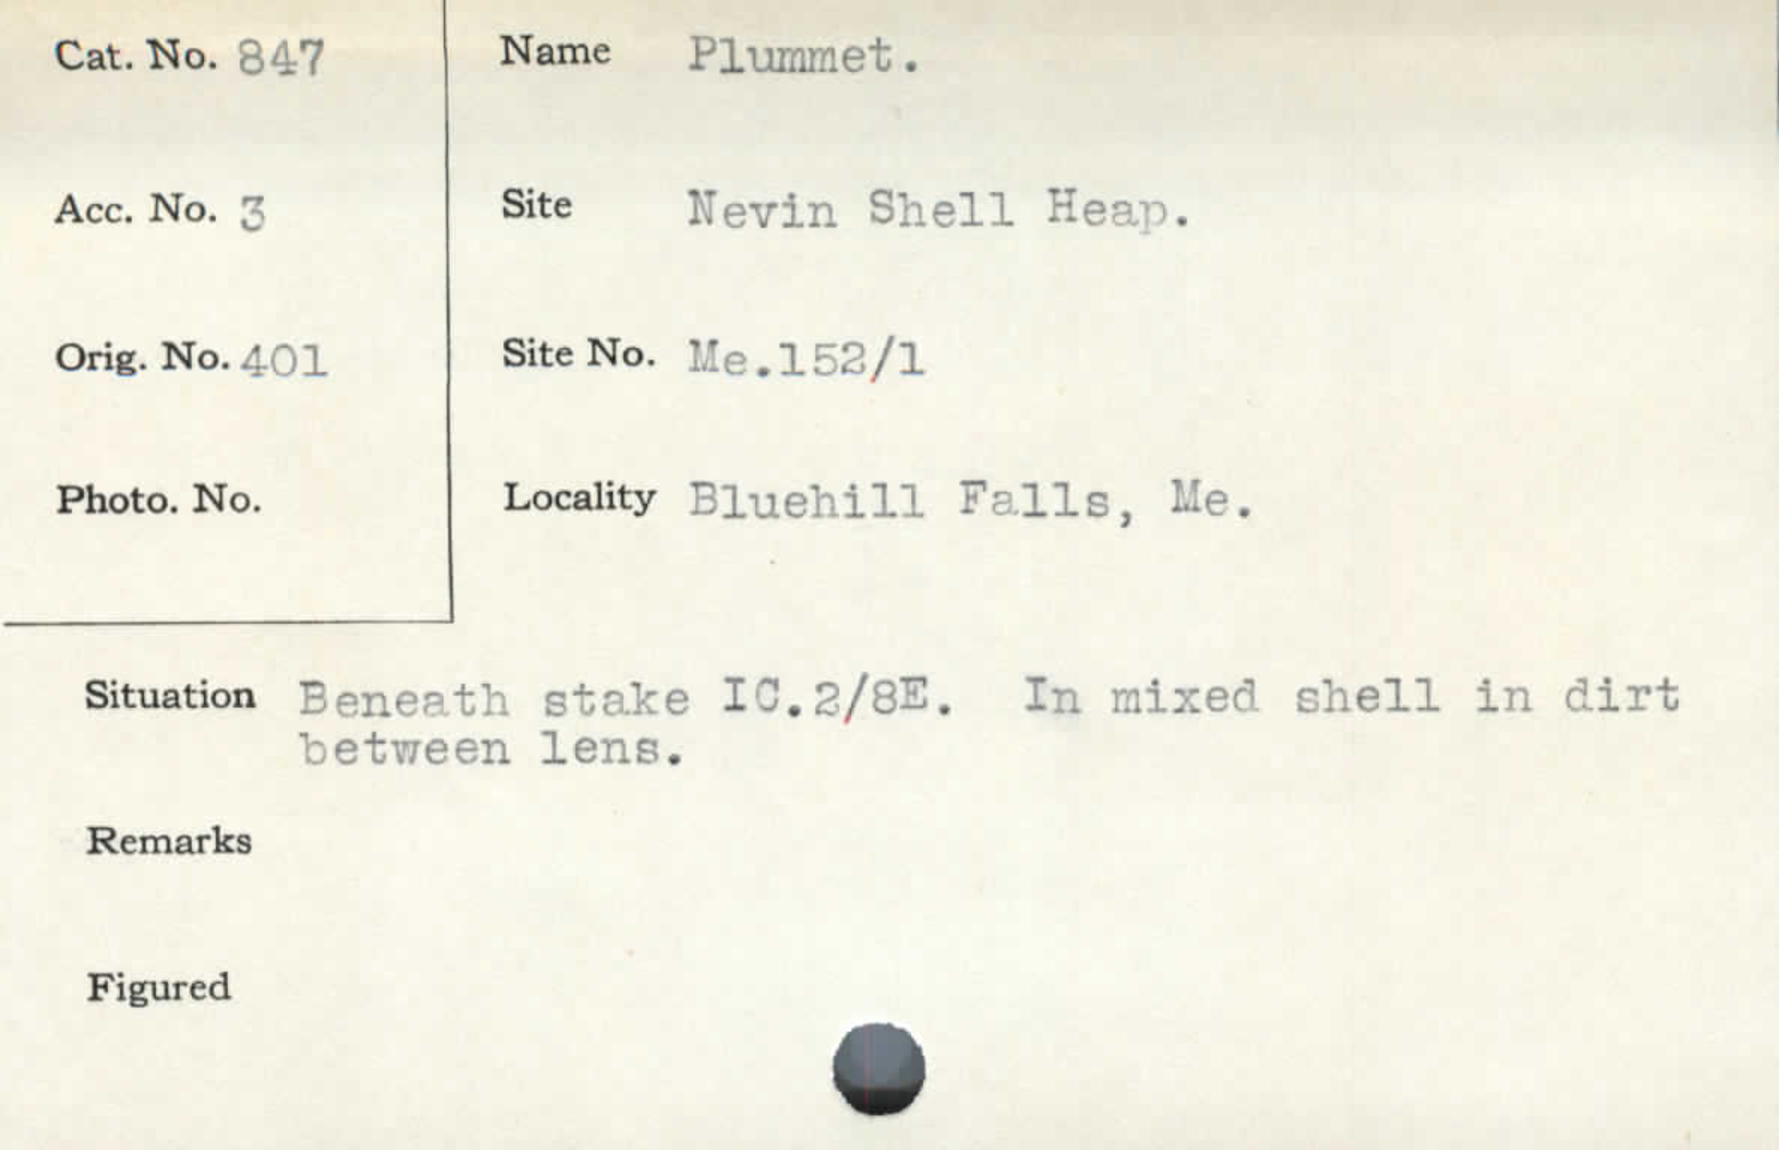 Cat. No. 847
Name Plummet.
Acc. No. 3
Site Nevin Shell Heap.
Orig. No. 401
Site No. Me.152/1
Photo. No.
Locality Bluehill Falls, Me.
Situation Beneath stake IC.2/8E. In mixed shell in dirt
between lens.
Remarks
Figured